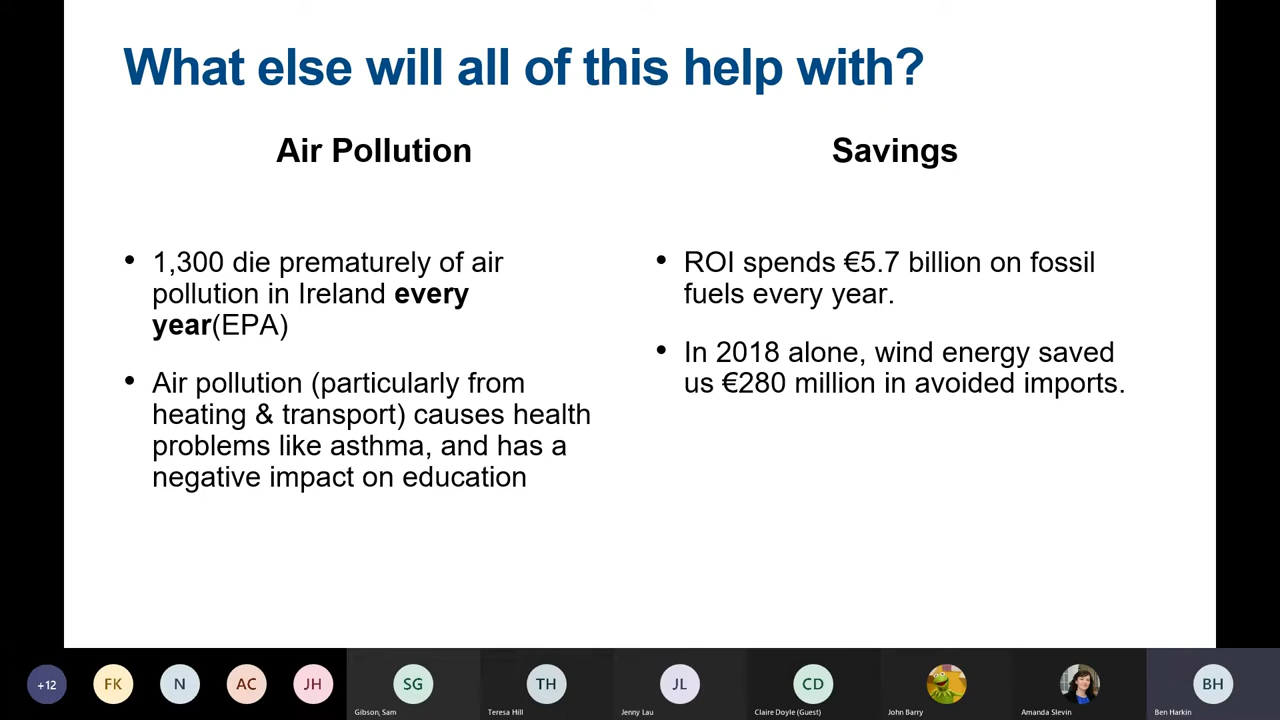 What else will all of this help with?
Air Pollution
• 1,300 die prematurely of air
pollution in Ireland every
year(EPA)
• Air pollution (particularly from
heating & transport) causes health
problems like asthma, and has a
negative impact on education
Savings
• ROI spends €5.7 billion on fossil
fuels every year.
• In 2018 alone, wind energy saved
us €280 million in avoided imports.
+12
FK
N
AC
JH
SG
Gibson, Sam
TH
Teresa Hill
JL
Jenny Lau
CD
Claire Doyle (Guest)
John Barry
Amanda Slevin
BH
Ben Harkin